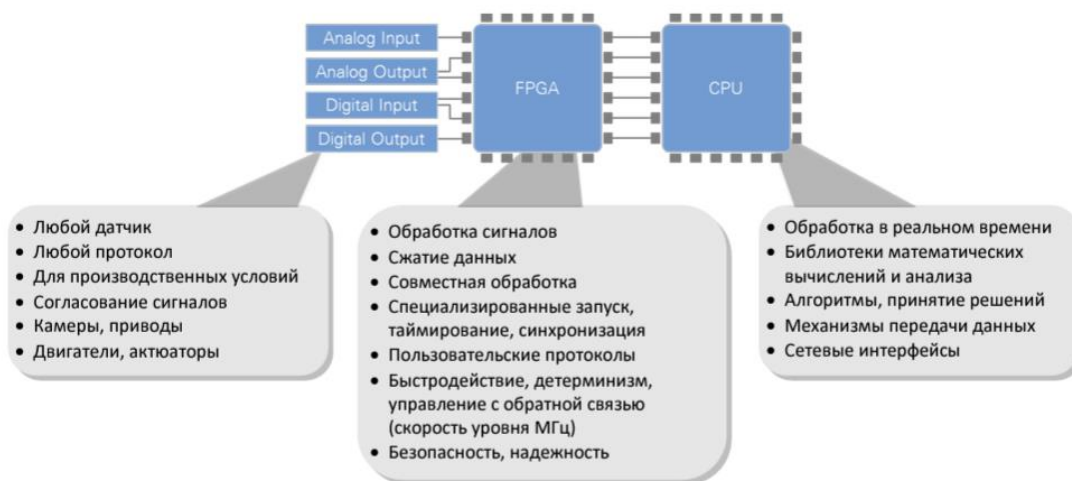 Analog Input
Analog Output
Digital Input
Digital Output
FPGA
CPU
• Любой датчик
• Любой протокол
• Для производственных условий
• Согласование сигналов
• Камеры, приводы
• Двигатели, актюаторы
• Обработка сигналов
• Сжатие данных
• Совместная обработка
• Специализированные запуск,
таймирование, синхронизация
• Пользовательские протоколы
• Быстродействие, детерминизм,
управление с обратной связью
(скорость уровня МГц)
• Безопасность, надежность
• Обработка в реальном времени
• Библиотеки математических
вычислений и анализа
• Алгоритмы, принятие решений
• Механизмы передачи данных
• Сетевые интерфейсы